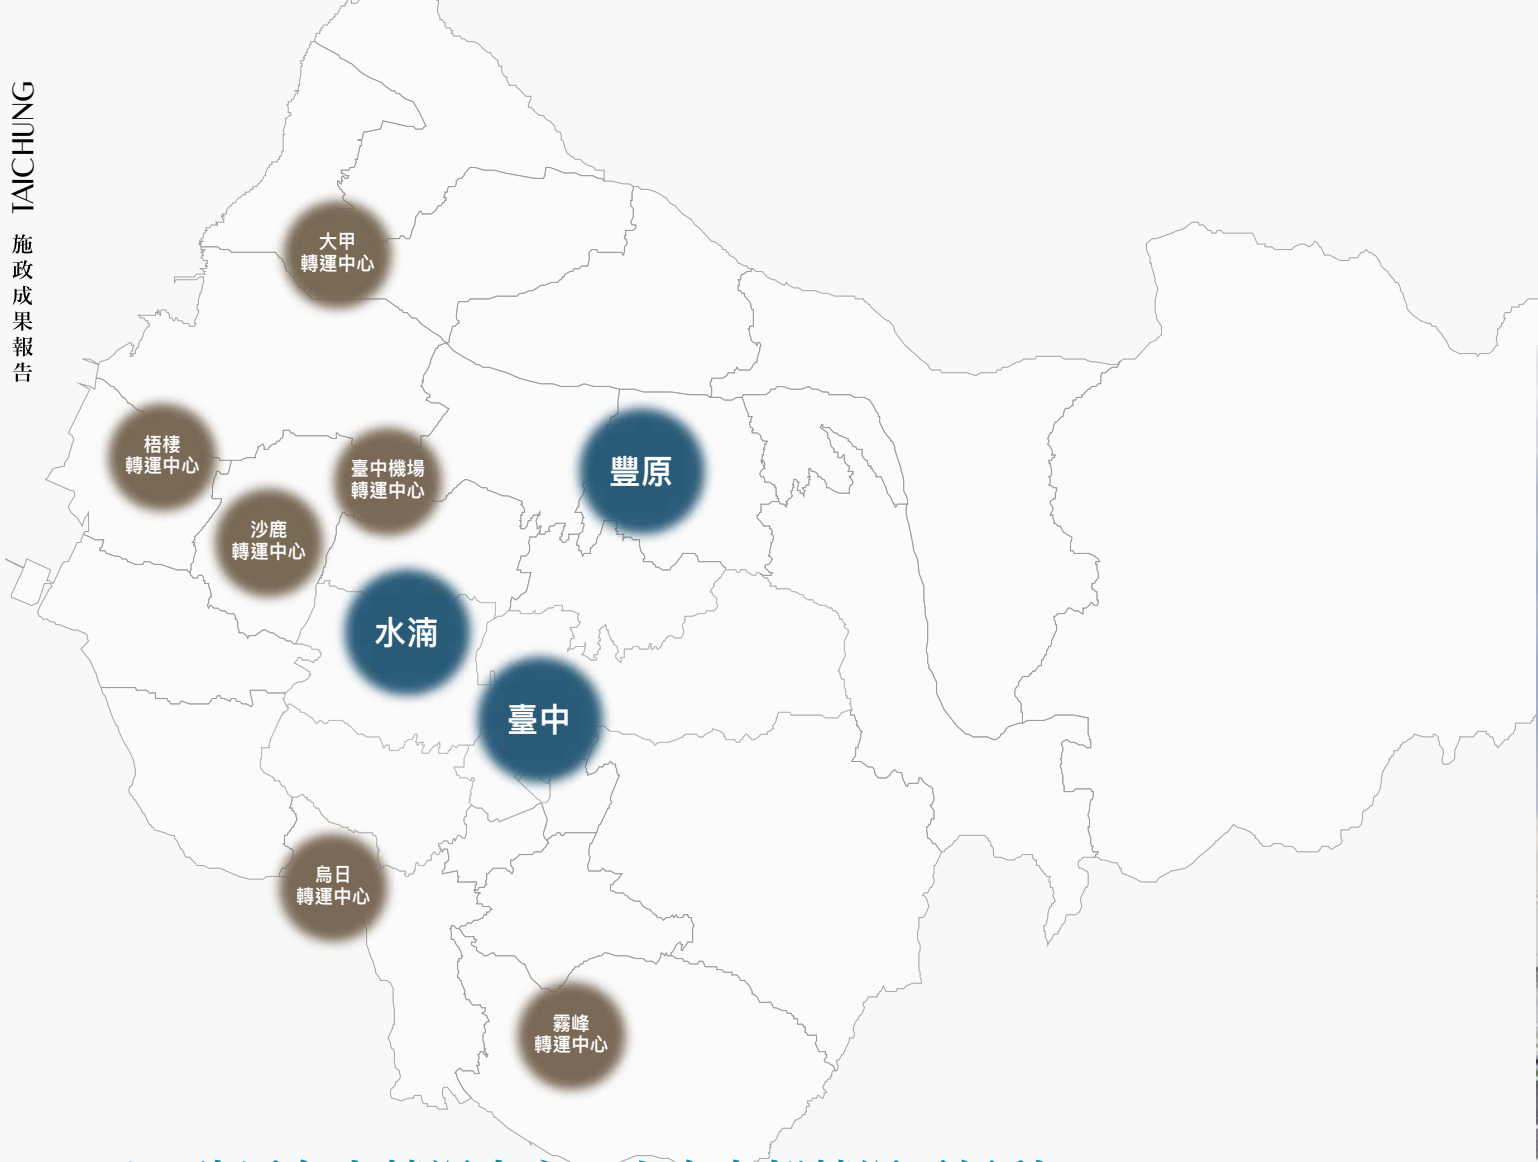 TAICHUNG 施政成果報告
大甲
轉運中心
梧棲
轉運中心
臺中機場
轉運中心
豐原
沙鹿
轉運中心
水湳
臺中
烏日
轉運中心
霧峰
轉運中心